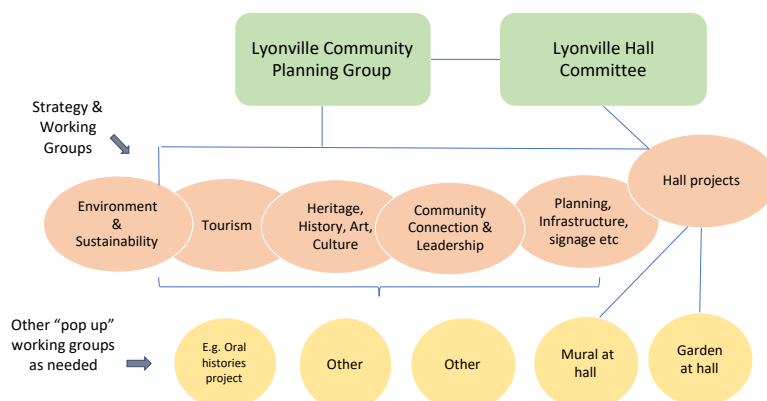 Lyonville Community
Planning Group
Lyonville Hall
Committee
Strategy &
Working
Groups
Environment
&
Sustainability
Tourism
Heritage,
History, Art,
Culture
Community
Connection &
Leadership
Planning,
Infrastructure,
signage etc
Hall projects
Other “pop up”
working groups
as needed
E.g. Oral
histories
project
Other
Other
Mural at
hall
Garden
at hall